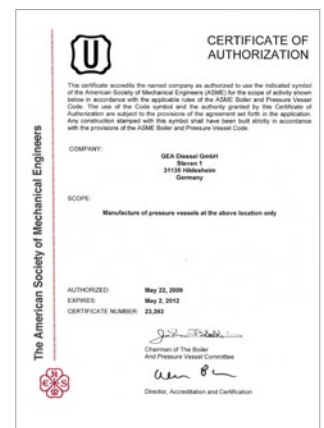 U
CERTIFICATE OF
AUTHORIZATION
This certificate accredits the named company as authorized to use the indicated symbol
of the American Society of Mechanical Engineers (ASME) for the scope of activity shown
below in accordance with the applicable rules of the ASME Boiler and Pressure Vessel
Code. The use of the Code symbol and the authority granted by this Certificate of
Authorization are subject to the provisions of the agreement set forth in the application.
Any construction stamped with this symbol shall have been built strictly in accordance
with the provisions of the ASME Boiler and Pressure Vessel Code.
COMPANY:
GEA Diessel GmbH
Steven 1
31135 Hildesheim
Germany
SCOPE:
Manufacture of pressure vessels at the above location only
AUTHORIZED: May 22, 2009
EXPIRES: May 2, 2012
CERTIFICATE NUMBER: 23,393
Chairman of The Boiler
And Pressure Vessel Committee
Director, Accreditation and Certification
The American Society of Mechanical Engineers